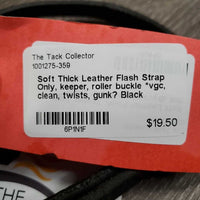 The Tack Collector
1001275-359
Soft Thick Leather Flash Strap
Only, keeper, roller buckle *vgc,
clean, twists, gunk? Black
6P1N1F
$19.50
THE